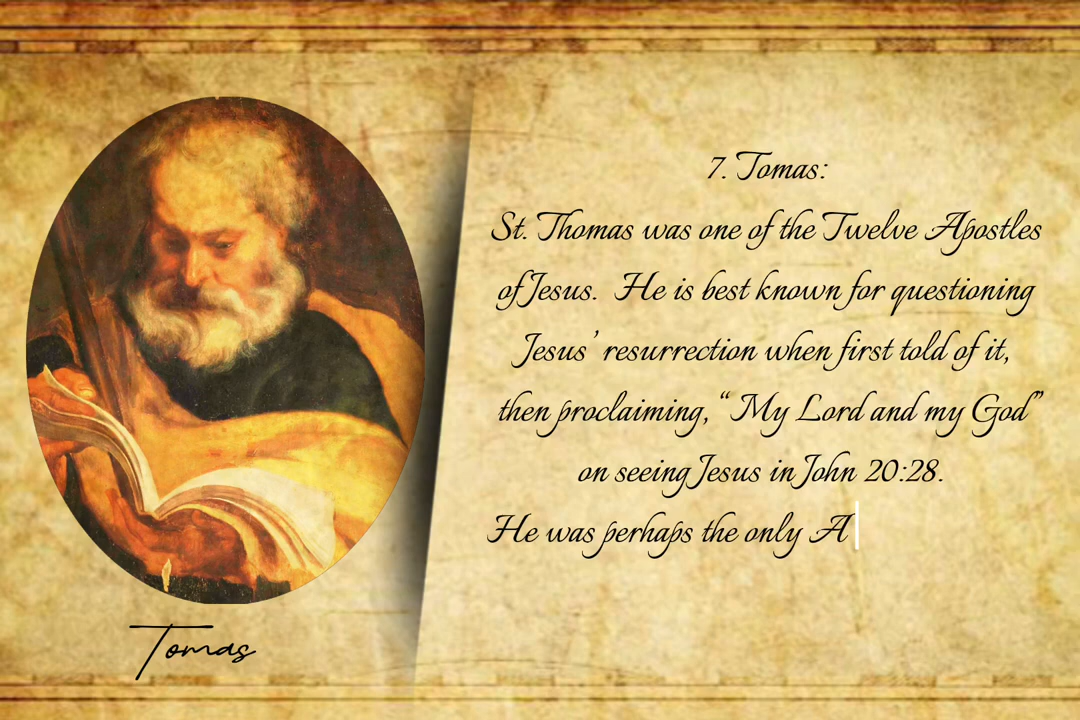 7. Tomas:
St. Thomas was one of the Twelve Apostles
of Jesus. He is best known for questioning
Jesus’ resurrection when first told of it,
then proclaiming, “My Lord and my God”
on seeing Jesus in John 20:28.
He was perhaps the only A
Tomas